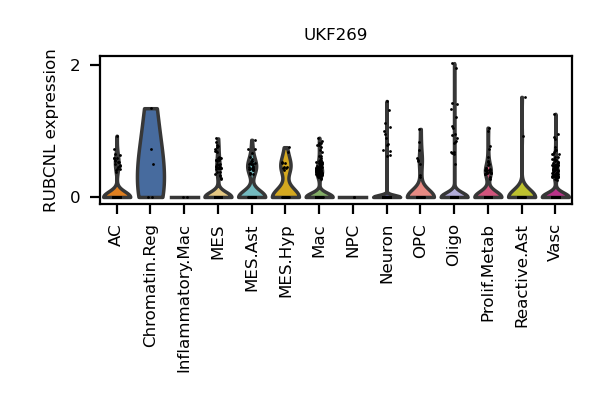 UKF269
RUBCNL expression
2
0
AC
Chromatin.Reg
Inflammatory.Mac
MES
MES.Ast
MES.Hyp
Mac
NPC
Neuron
OPC
Oligo
Prolif.Metab
Reactive.Ast
Vasc